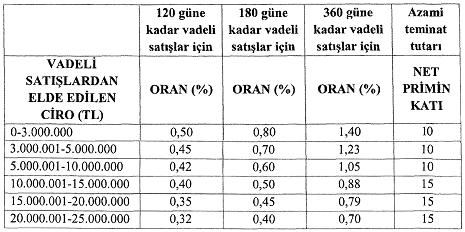 120 güne kadar vadeli satışlar için | 180 güne kadar vadeli satışlar için | 360 güne kadar vadeli satışlar için | Azami teminat tutarı
VADELİ SATIŞLARDAN ELDE EDİLEN CİRO (TL) | ORAN (%) | ORAN (%) | ORAN (%) | NET PRİMİN KATI
0-3.000.000 | 0,50 | 0,80 | 1,40 | 10
3.000.001-5.000.000 | 0,45 | 0,70 | 1,23 | 10
5.000.001-10.000.000 | 0,42 | 0,60 | 1,05 | 10
10.000.001-15.000.000 | 0,40 | 0,50 | 0,88 | 15
15.000.001-20.000.000 | 0,35 | 0,45 | 0,79 | 15
20.000.001-25.000.000 | 0,32 | 0,40 | 0,70 | 15